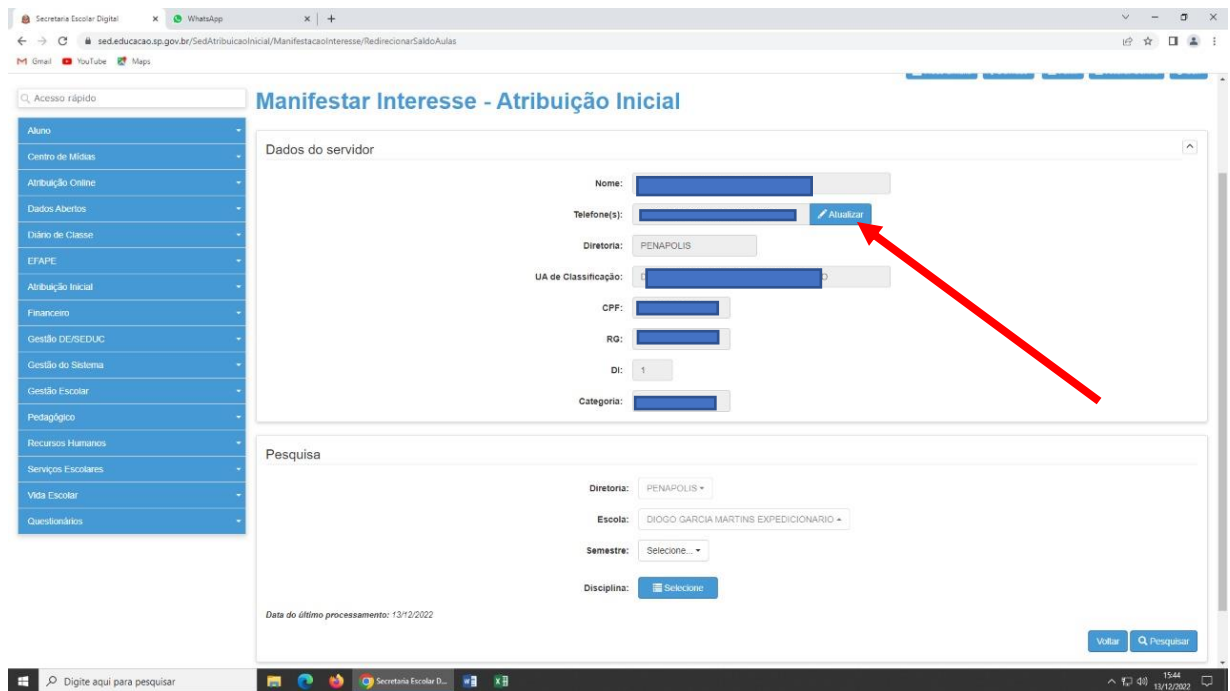 Secretaria Escolar Digital
WhatsApp
sed.educacao.sp.gov.br/SedAtribuicaoInicial/ManifestacaoInteresse/RedirecionarSaldoAulas
Gmail
YouTube
Maps
Acesso rápido
Aluno
Centro de Mídias
Atribuição Online
Dados Abertos
Diário de Classe
EFAPE
Atribuição Inicial
Financeiro
Gestão DE/SEDUC
Gestão do Sistema
Gestão Escolar
Pedagógico
Recursos Humanos
Serviços Escolares
Vida Escolar
Questionários
Manifestar Interesse - Atribuição Inicial
Dados do servidor
Nome:
Telefone(s): Atualizar
Diretoria: PENAPOLIS
UA de Classificação: D O
CPF:
RG:
DI: 1
Categoria:
Pesquisa
Diretoria: PENAPOLIS
Escola: DIOGO GARCIA MARTINS EXPEDICIONARIO
Semestre: Selecione...
Disciplina: Selecione
Data do último processamento: 13/12/2022
Voltar Pesquisar
Digite aqui para pesquisar
Secretaria Escolar D...
15:44
13/12/2022